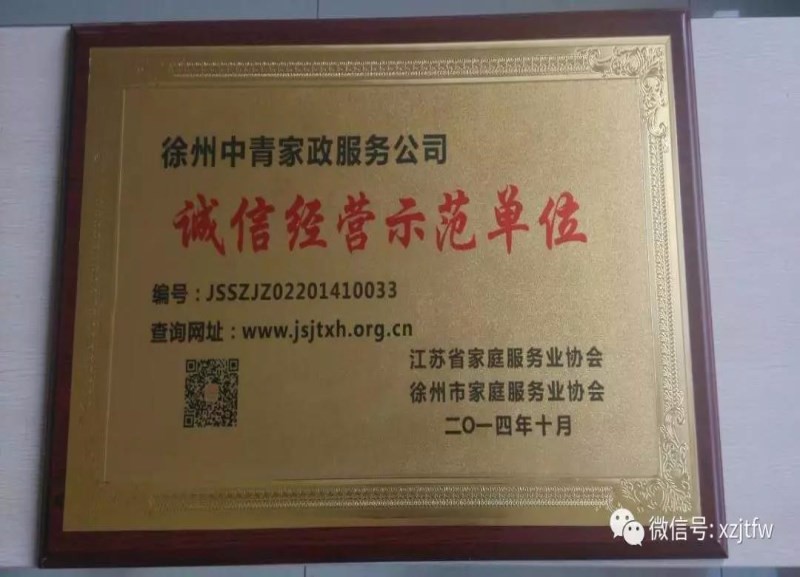 徐州中青家政服务公司
诚信经营示范单位
编号：JSSZJZ02201410033
查询网址：www.jsjtxh.org.cn
江苏省家庭服务业协会
徐州市家庭服务业协会
二〇一四年十月
微信号: xzjtfw